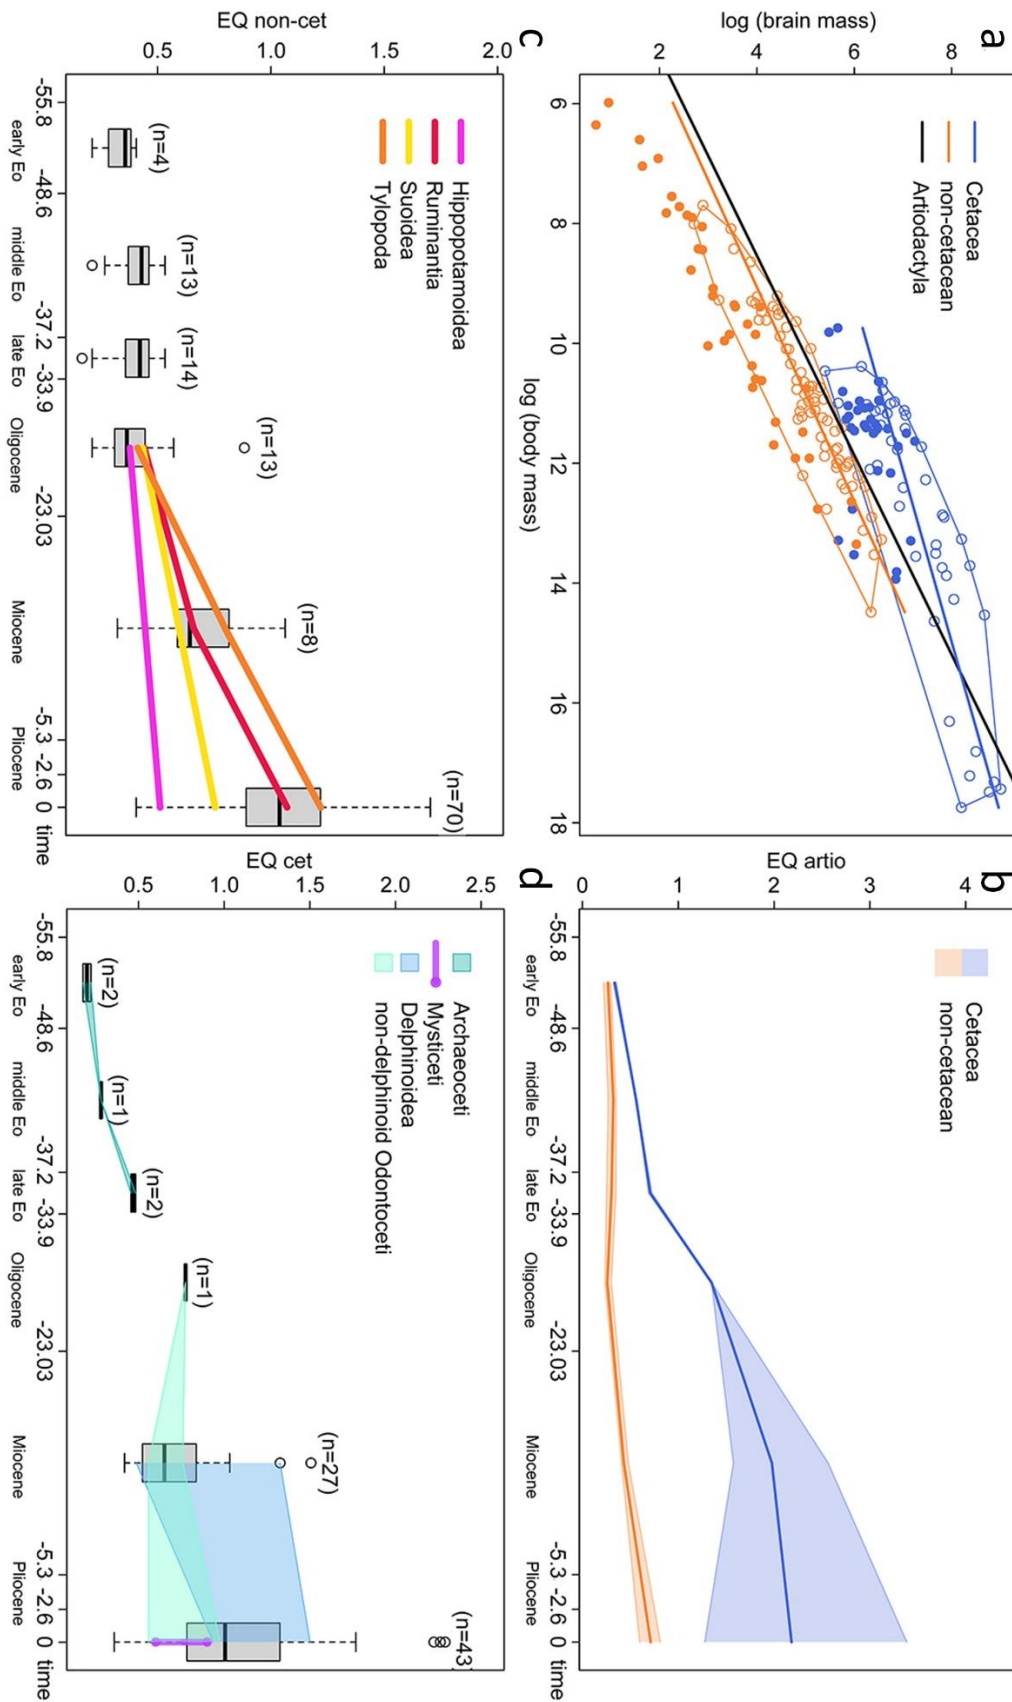 a
log (brain mass)
2 4 6 8
6 8 10 12 14 16 18
log (body mass)
Cetacea
non-cetacean
Artiodactyla
b
EQ artio
0 1 2 3 4
Cetacea
non-cetacean
-55.8 -48.6 -37.2 -33.9 -23.03 -5.3 -2.6 0 time
early Eo middle Eo late Eo Oligocene Miocene Pliocene
c
EQ non-cet
0.5 1.0 1.5 2.0
Hippopotamoidea
Ruminantia
Suoidea
Tylopoda
(n=4)
(n=13)
(n=14)
(n=13)
(n=8)
(n=70)
-55.8 -48.6 -37.2 -33.9 -23.03 -5.3 -2.6 0 time
early Eo middle Eo late Eo Oligocene Miocene Pliocene
d
EQ cet
0.5 1.0 1.5 2.0 2.5
Archaeoceti
Mysticeti
Delphinoidea
non-delphinoid Odontoceti
(n=2)
(n=1)
(n=2)
(n=1)
(n=27)
(n=43)
-55.8 -48.6 -37.2 -33.9 -23.03 -5.3 -2.6 0 time
early Eo middle Eo late Eo Oligocene Miocene Pliocene